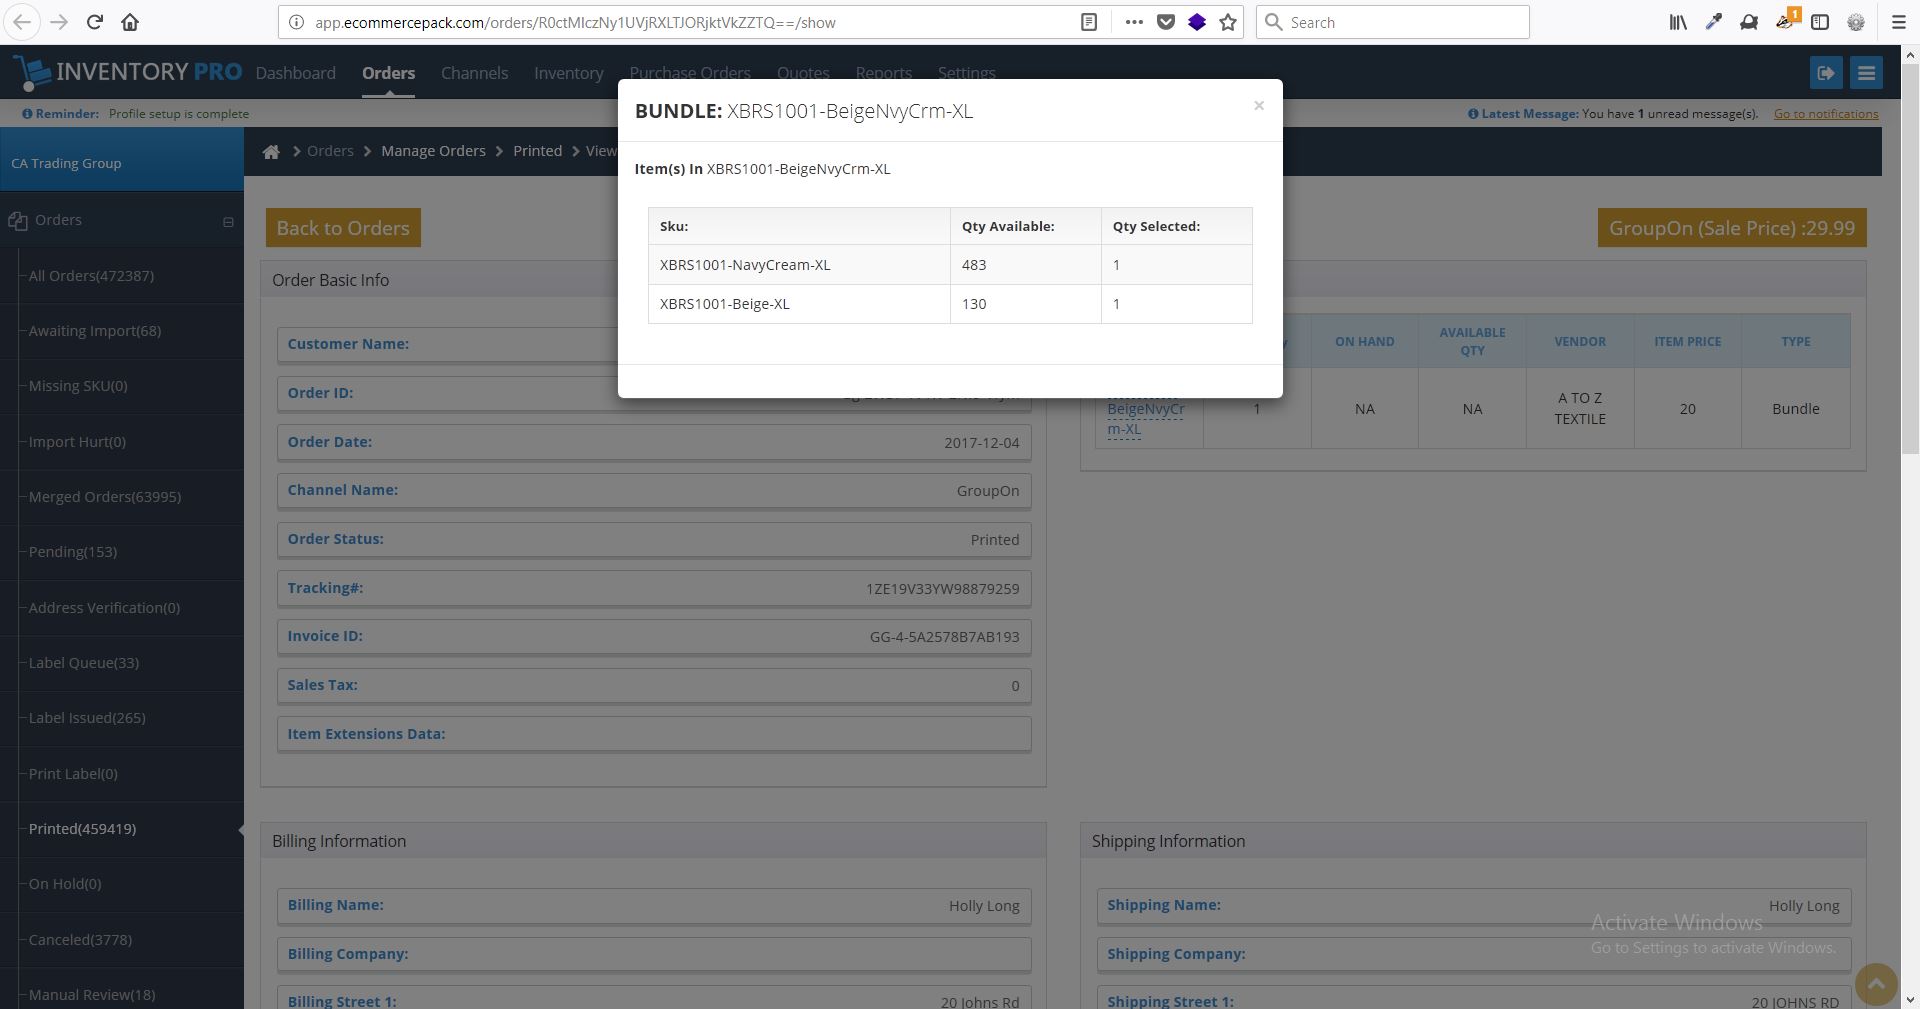 app.ecommercepack.com/orders/R0ctMlczNy1UVjRXLTJORjktVkZZTQ==/show
Search
1
INVENTORY PRO
Dashboard
Orders
Channels
Inventory
Purchase Orders
Quotes
Reports
Settings
Reminder: Profile setup is complete
Latest Message: You have 1 unread message(s). Go to notifications
CA Trading Group
Orders > Manage Orders > Printed > View
Orders
All Orders(472387)
Awaiting Import(68)
Missing SKU(0)
Import Hurt(0)
Merged Orders(63995)
Pending(153)
Address Verification(0)
Label Queue(33)
Label Issued(265)
Print Label(0)
Printed(459419)
On Hold(0)
Canceled(3778)
Manual Review(18)
BUNDLE: XBRS1001-BeigeNvyCrm-XL
×
Item(s) In XBRS1001-BeigeNvyCrm-XL
Sku: Qty Available: Qty Selected:
XBRS1001-NavyCream-XL 483 1
XBRS1001-Beige-XL 130 1
Back to Orders
GroupOn (Sale Price) :29.99
Order Basic Info
Customer Name:
Order ID:
Order Date: 2017-12-04
Channel Name: GroupOn
Order Status: Printed
Tracking#: 1ZE19V33YW98879259
Invoice ID: GG-4-5A2578B7AB193
Sales Tax: 0
Item Extensions Data:
ON HAND
AVAILABLE QTY
VENDOR
ITEM PRICE
TYPE
BeigeNvyCr
m-XL
1
NA
NA
A TO Z
TEXTILE
20
Bundle
Billing Information
Billing Name: Holly Long
Billing Company:
Billing Street 1: 20 Johns Rd
Shipping Information
Shipping Name: Holly Long
Shipping Company:
Shipping Street 1: 20 JOHNS RD
Activate Windows
Go to Settings to activate Windows.